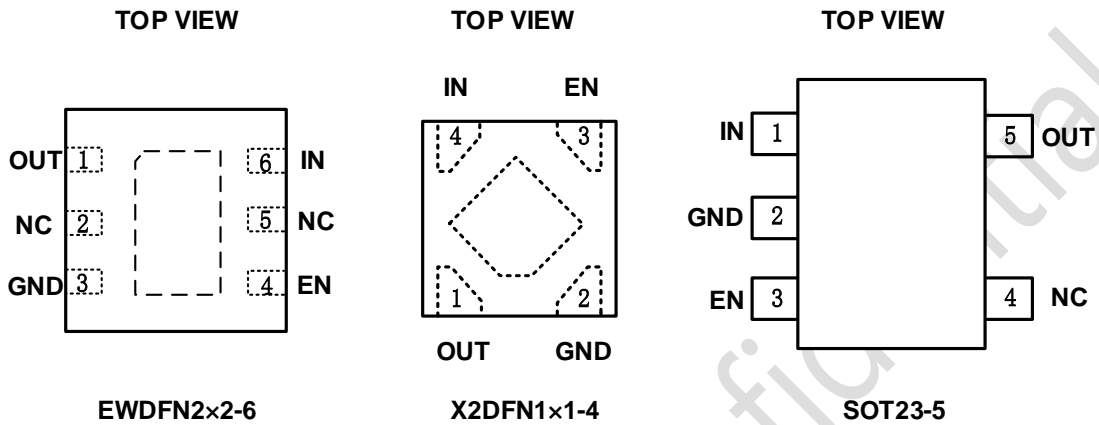 TOP VIEW TOP VIEW TOP VIEW
IN EN
4 3
IN 1 5 OUT
OUT 1 6 IN
NC 2 5 NC
GND 2
GND 3 4 EN
EN 3 4 NC
1 2
OUT GND
EWDFN2×2-6 X2DFN1×1-4 SOT23-5